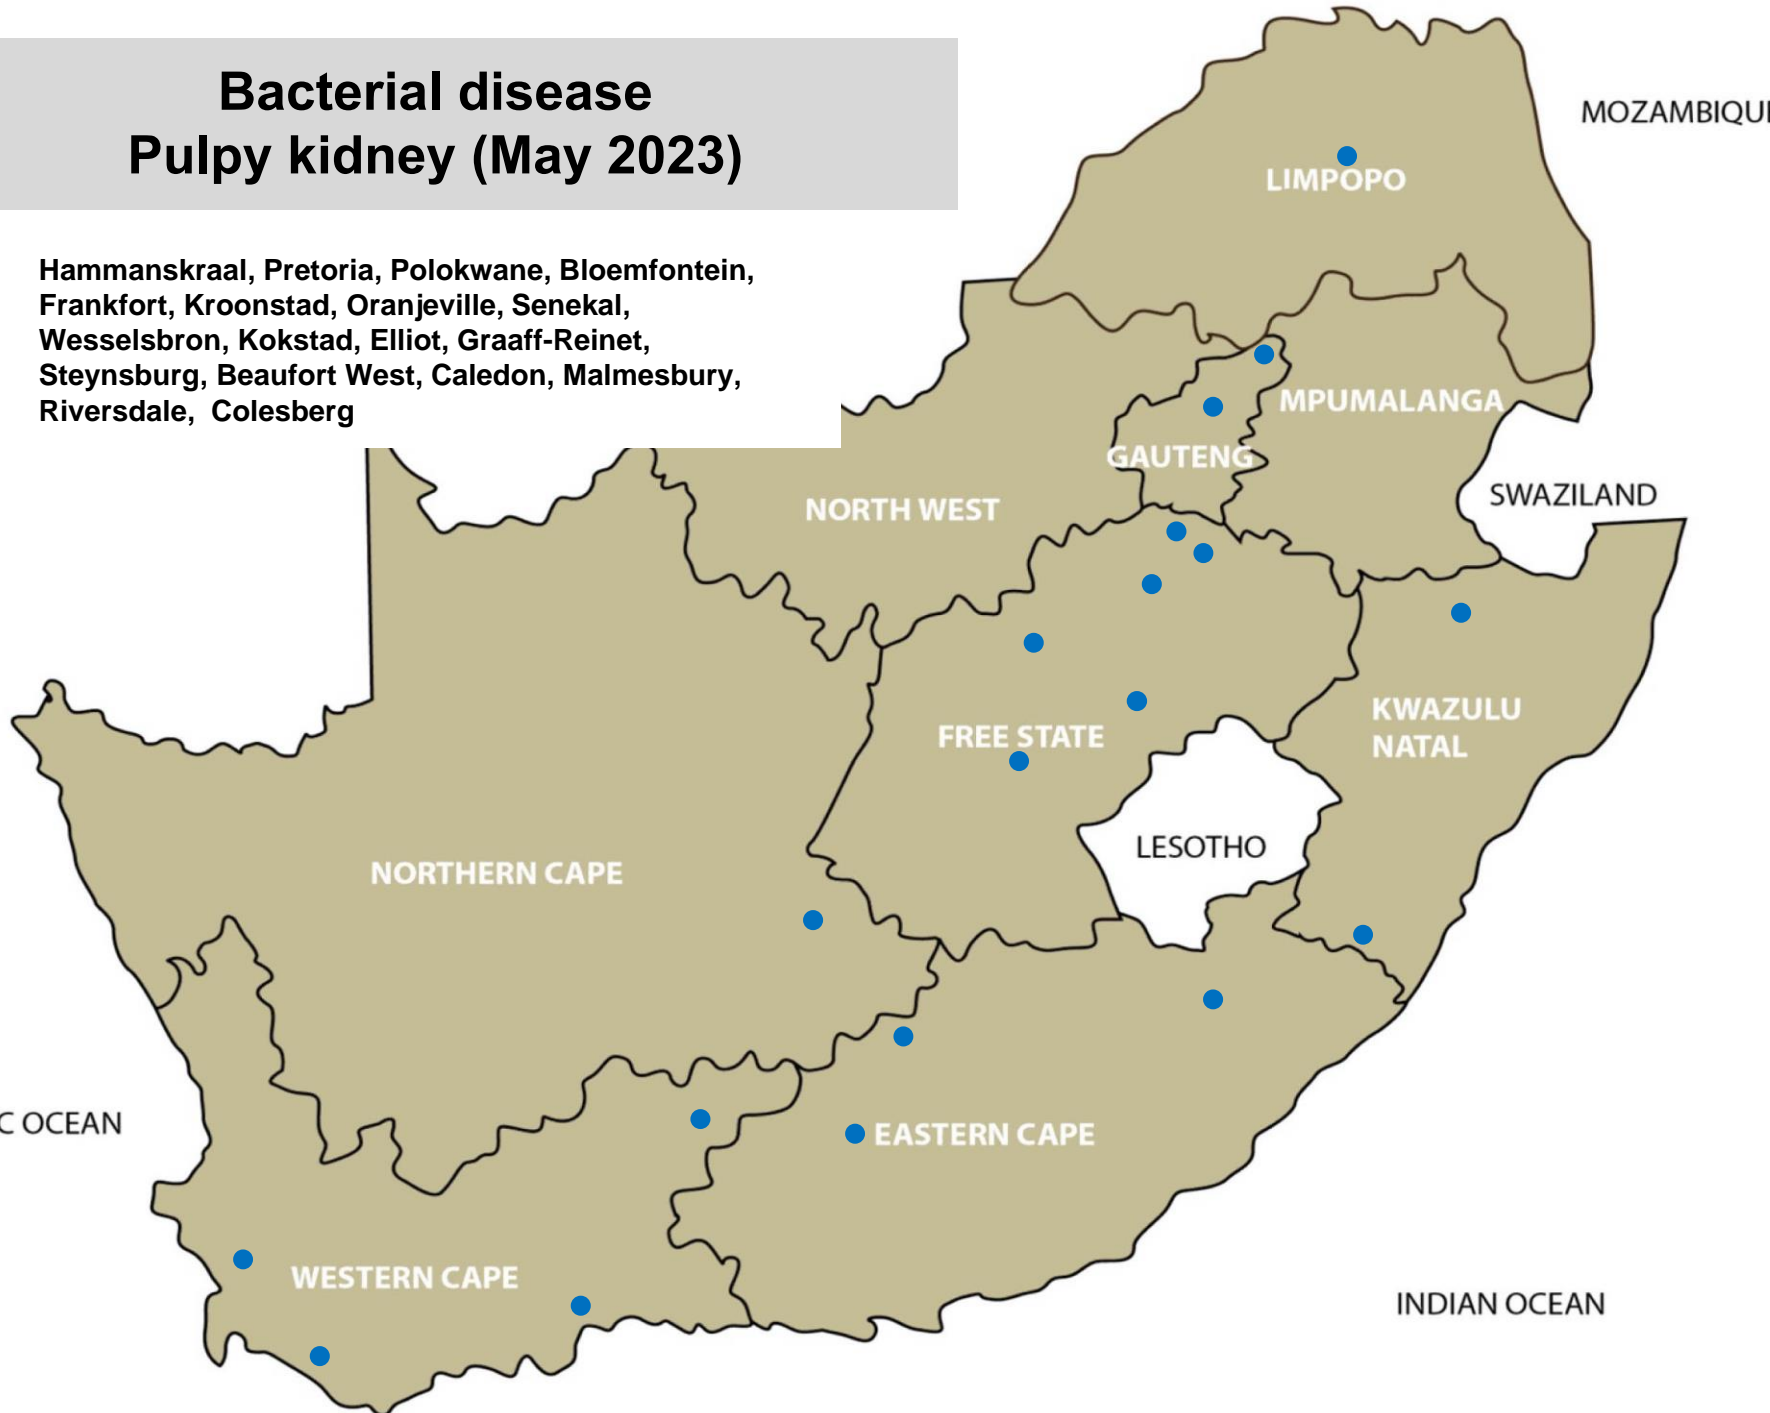 Bacterial disease
Pulpy kidney (May 2023)
Hammanskraal, Pretoria, Polokwane, Bloemfontein,
Frankfort, Kroonstad, Oranjeville, Senekal,
Wesselsbron, Kokstad, Elliot, Graaff-Reinet,
Steynsburg, Beaufort West, Caledon, Malmesbury,
Riversdale, Colesberg
MOZAMBIQU
LIMPOPO
MPUMALANGA
GAUTENG
SWAZILAND
NORTH WEST
KWAZULU
NATAL
FREE STATE
LESOTHO
NORTHERN CAPE
C OCEAN
EASTERN CAPE
WESTERN CAPE
INDIAN OCEAN